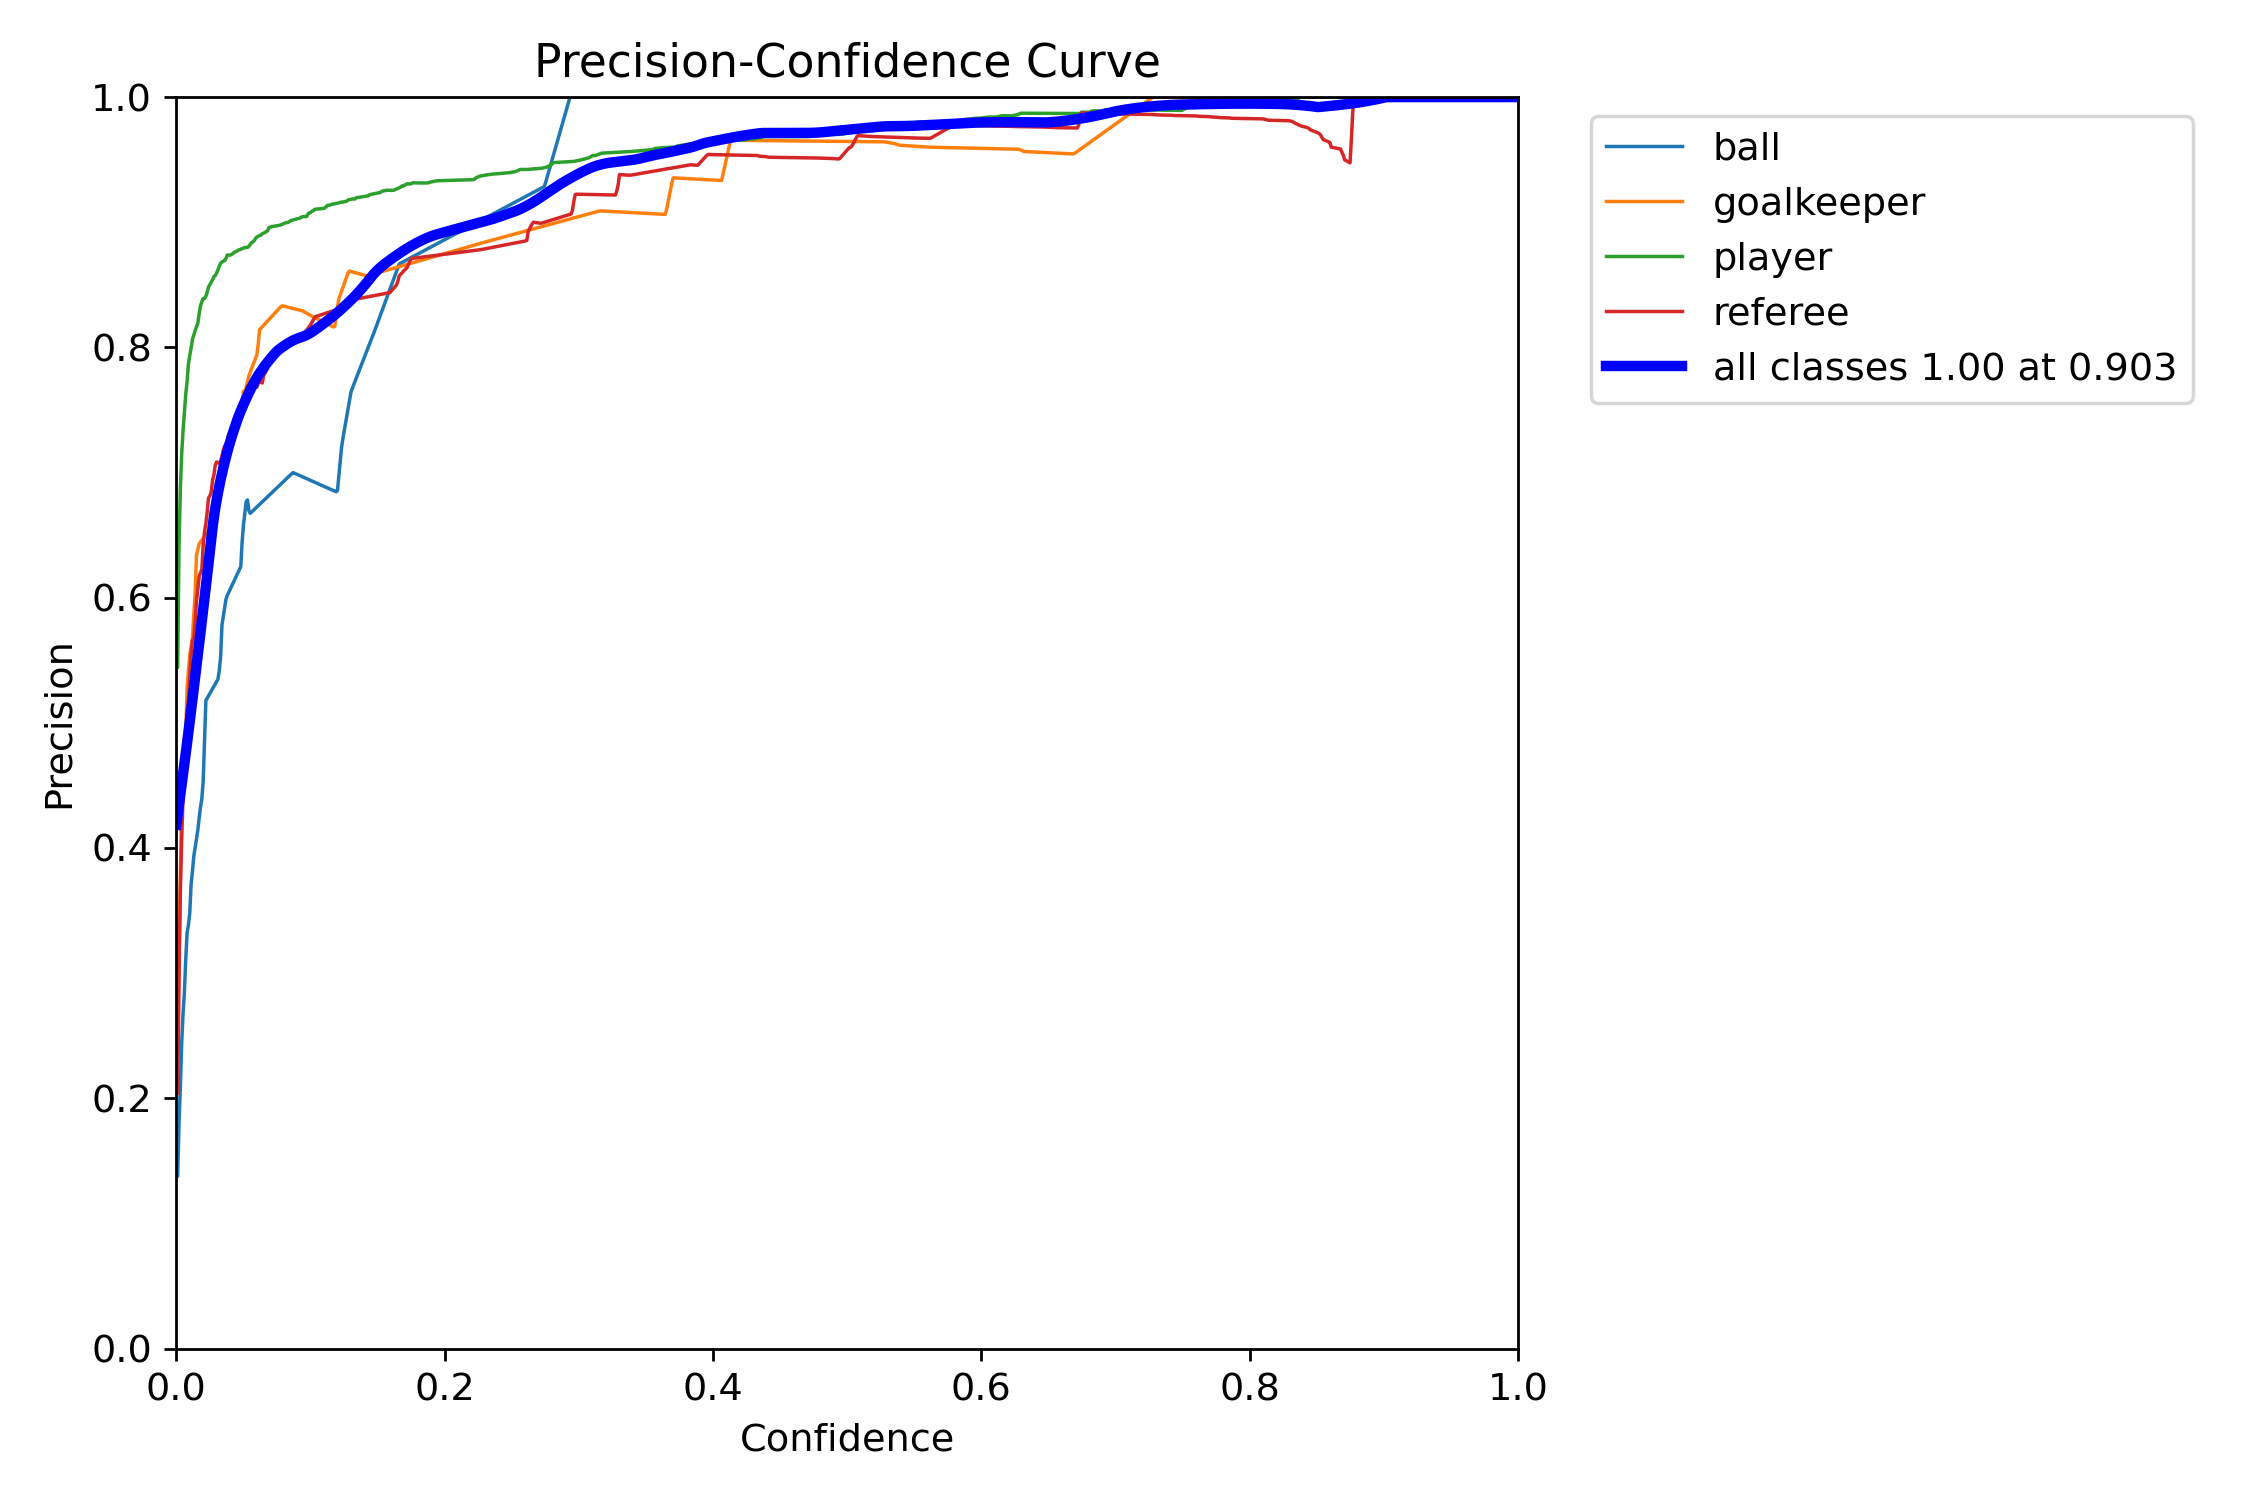 Precision-Confidence Curve
1.0
0.8
0.6
0.4
0.2
0.0
Precision
0.0 0.2 0.4 0.6 0.8 1.0
Confidence
ball
goalkeeper
player
referee
all classes 1.00 at 0.903